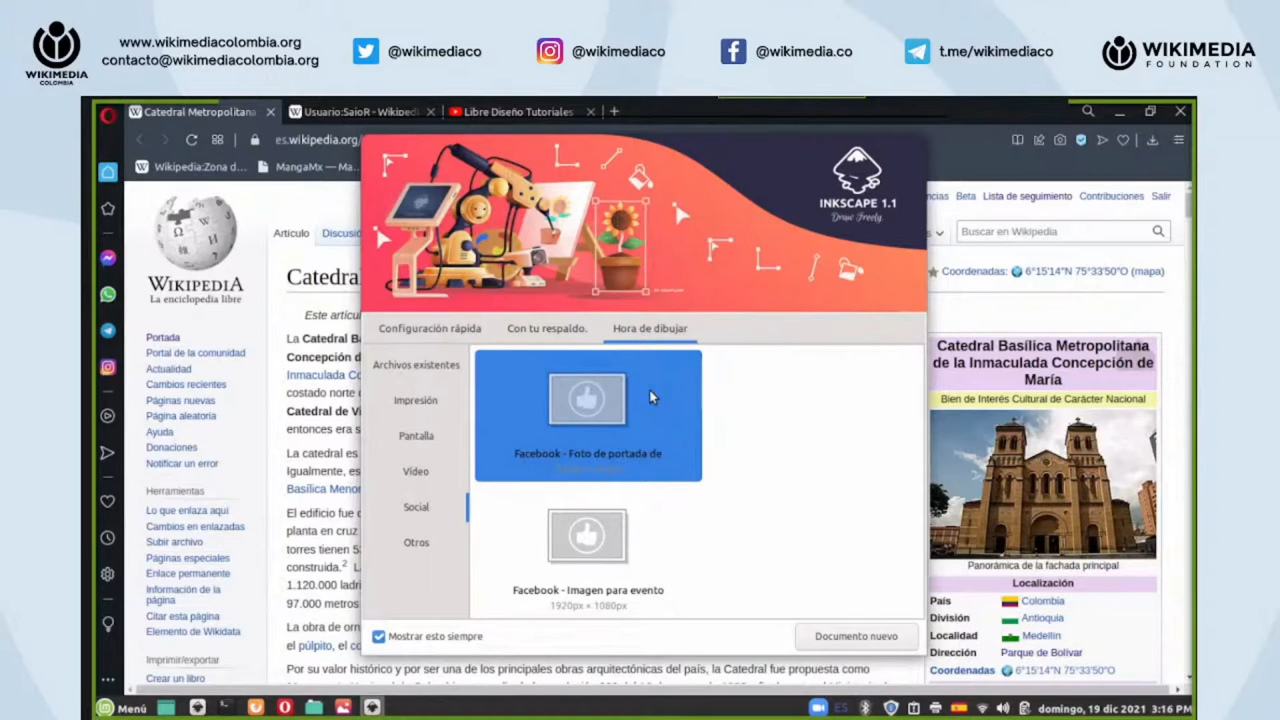 WIKIMEDIA
COLOMBIA
www.wikimediacolombia.org
contacto@wikimediacolombia.org
@wikimediaco
@wikimediaco
@wikimedia.co
t.me/wikimediaco
WIKIMEDIA
FOUNDATION
Catedral Metropolitana
Usuario:SaioR - Wikiped
Libre Diseño Tutoriales
es.wikipedia.org/
Wikipedia:Zona d...
MangaMx — Ma...
WIKIPEDIA
La enciclopedia libre
Portada
Portal de la comunidad
Actualidad
Cambios recientes
Páginas nuevas
Página aleatoria
Ayuda
Donaciones
Notificar un error
Herramientas
Lo que enlaza aquí
Cambios en enlazadas
Subir archivo
Páginas especiales
Enlace permanente
Información de la
página
Citar esta página
Elemento de Wikidata
Imprimir/exportar
Crear un libro
Artículo
Discusió
Catedra
Este artícu
La Catedral B
Concepción d
Inmaculada Co
costado norte
Catedral de Vi
entonces era s
La catedral es
Igualmente, es
Basílica Menor
El edificio fue
planta en cruz
torres tienen 5
construida.2 L
1.120.000 ladri
97.000 metros
La obra de orn
el púlpito, el co
Por su valor histórico y por ser una de los principales obras arquitectónicas del país, la Catedral fue propuesta como
INKSCAPE 1.1
Draw Freely.
Configuración rápida
Con tu respaldo.
Hora de dibujar
Archivos existentes
Impresión
Pantalla
Vídeo
Social
Otros
Facebook - Foto de portada de
Facebook - Imagen para evento
1920px × 1080px
Mostrar esto siempre
Documento nuevo
ncias
Beta
Lista de seguimiento
Contribuciones
Salir
s
Buscar en Wikipedia
Coordenadas: 6°15′14″N 75°33′50″O (mapa)
Catedral Basílica Metropolitana
de la Inmaculada Concepción de
María
Bien de Interés Cultural de Carácter Nacional
Panorámica de la fachada principal
Localización
País Colombia
División Antioquia
Localidad Medellín
Dirección Parque de Bolívar
Coordenadas 6°15′14″N 75°33′50″O
Menú
ES
domingo, 19 dic 2021
3:16 PM